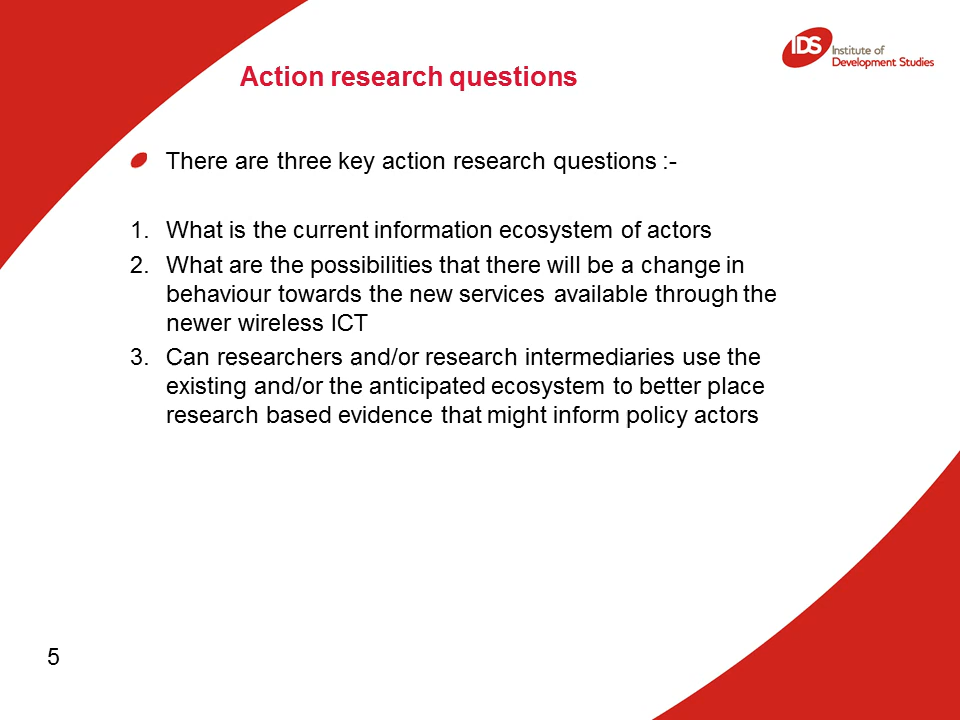 IDS
Institute of
Development Studies
Action research questions
There are three key action research questions :-
1. What is the current information ecosystem of actors
2. What are the possibilities that there will be a change in
behaviour towards the new services available through the
newer wireless ICT
3. Can researchers and/or research intermediaries use the
existing and/or the anticipated ecosystem to better place
research based evidence that might inform policy actors
5